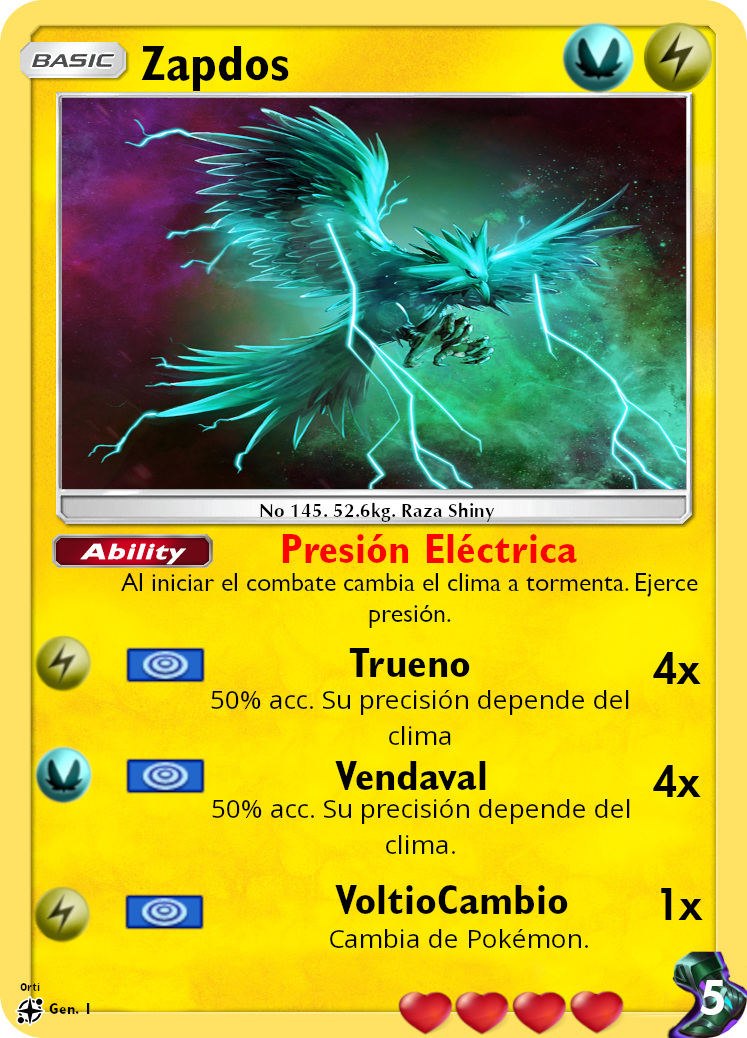 BASIC Zapdos
No 145. 52.6kg. Raza Shiny
Ability Presión Eléctrica
Al iniciar el combate cambia el clima a tormenta. Ejerce
presión.
Trueno 4x
50% acc. Su precisión depende del
clima
Vendaval 4x
50% acc. Su precisión depende del
clima.
VoltioCambio 1x
Cambia de Pokémon.
Orti
Gen. 1
5